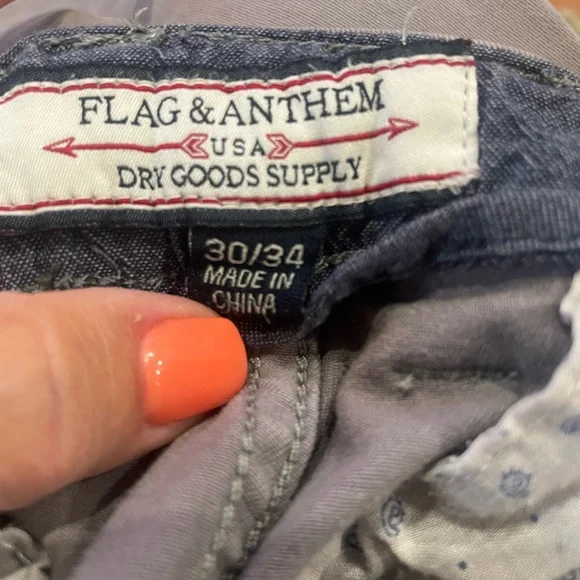 FLAG & ANTHEM
USA
DRY GOODS SUPPLY
30/34
MADE IN
CHINA